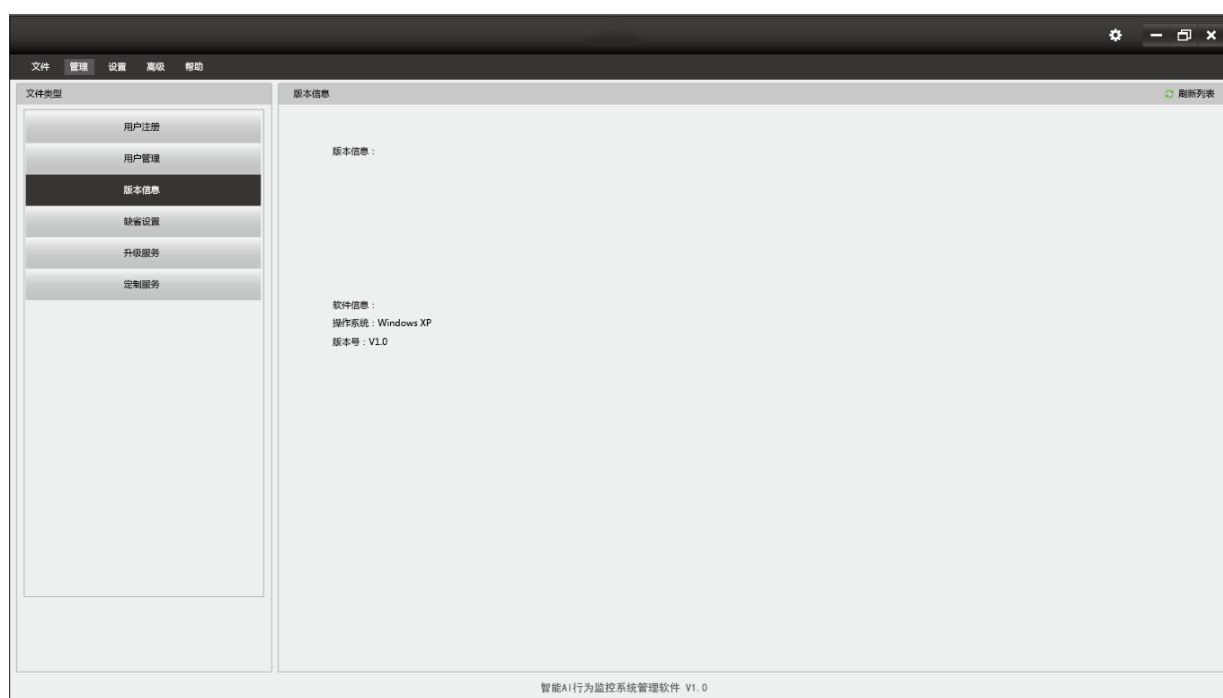 文件 管理 设置 高级 帮助
文件类型
版本信息
刷新列表
用户注册
用户管理
版本信息
缺省设置
升级服务
定制服务
版本信息：
软件信息：
操作系统：Windows XP
版本号：V1.0
智能AI行为监控系统管理软件 V1.0